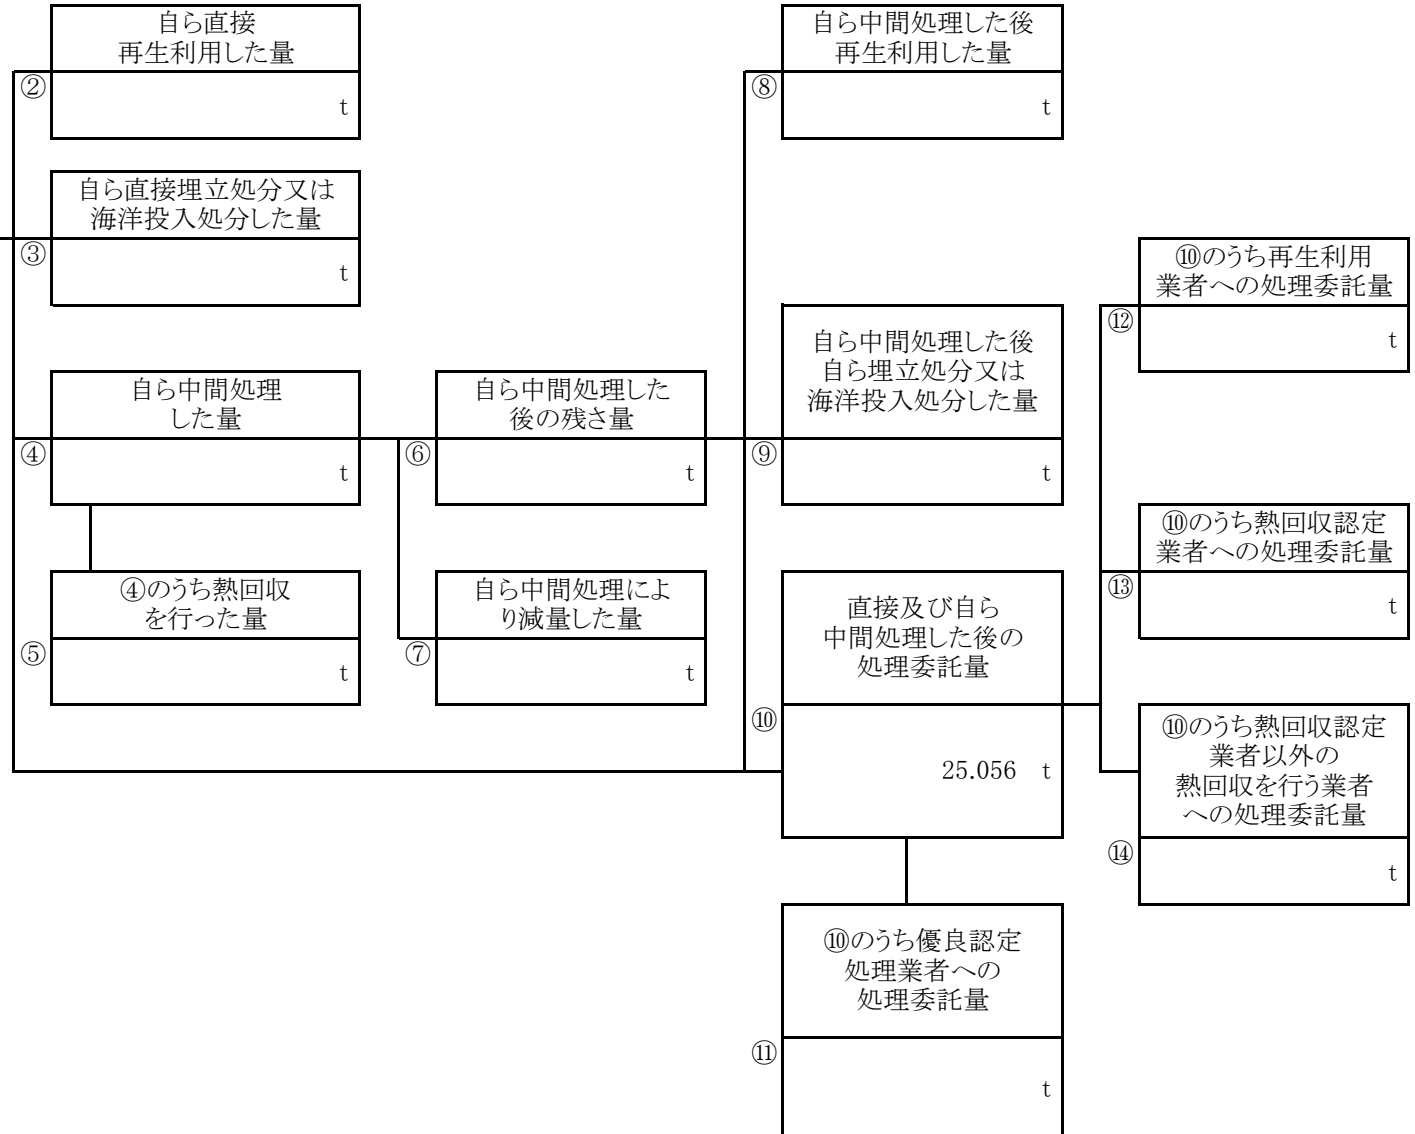 自ら直接
再生利用した量
②
t
自ら直接埋立処分又は
海洋投入処分した量
③
t
自ら中間処理
した量
④
t
④のうち熱回収
を行った量
⑤
t
自ら中間処理した
後の残さ量
⑥
t
自ら中間処理によ
り減量した量
⑦
t
自ら中間処理した後
再生利用した量
⑧
t
自ら中間処理した後
自ら埋立処分又は
海洋投入処分した量
⑨
t
直接及び自ら
中間処理した後の
処理委託量
⑩
25.056 t
⑩のうち優良認定
処理業者への
処理委託量
⑪
t
⑩のうち再生利用
業者への処理委託量
⑫
t
⑩のうち熱回収認定
業者への処理委託量
⑬
t
⑩のうち熱回収認定
業者以外の
熱回収を行う業者
への処理委託量
⑭
t